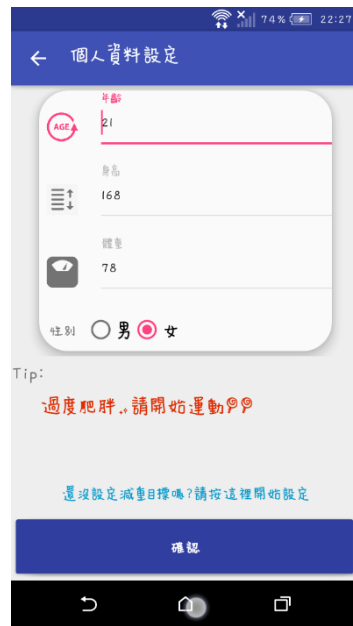 74% 22:27
個人資料設定
年齡
AGE
21
身高
168
體重
78
性別 男 女
Tip:
過度肥胖..請開始運動
還沒設定減重目標嗎?請按這裡開始設定
確認